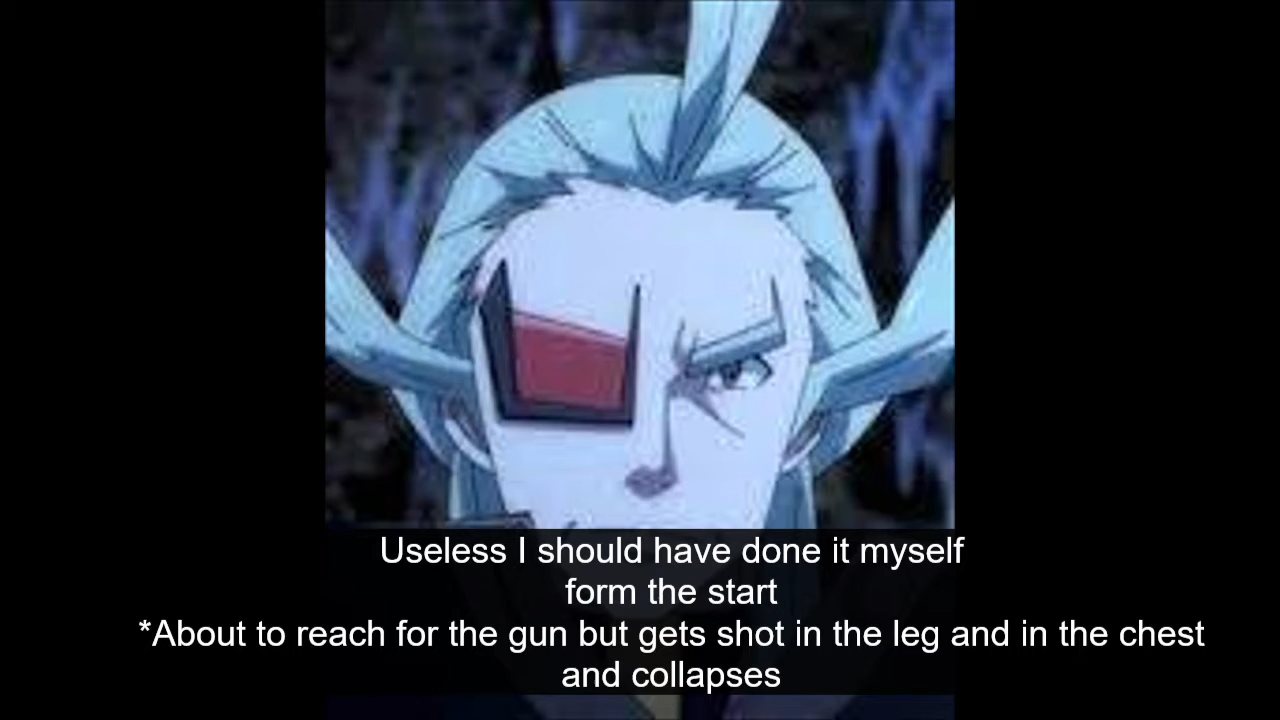 Useless I should have done it myself
form the start
*About to reach for the gun but gets shot in the leg and in the chest
and collapses